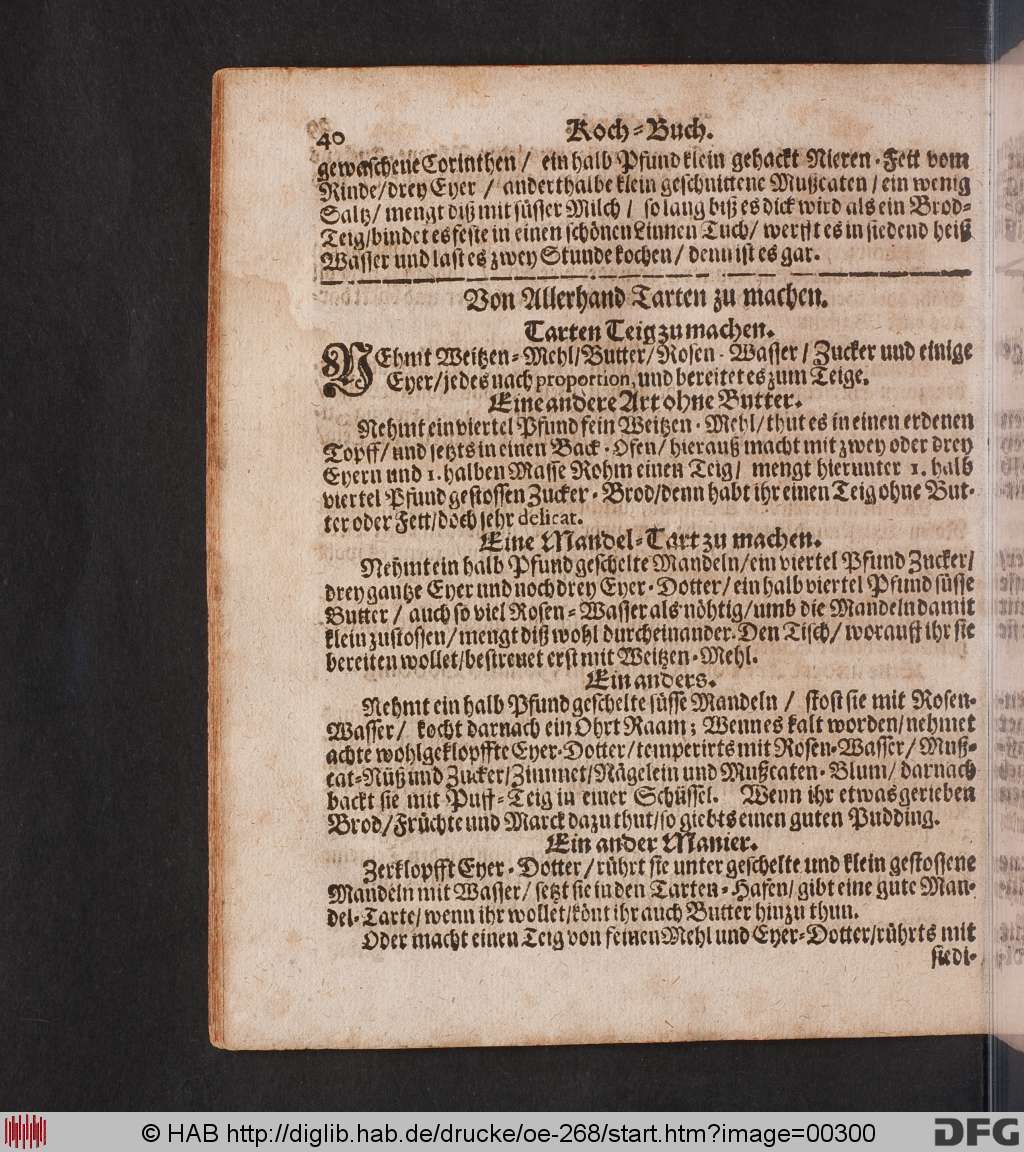 40 Koch=Buch.
gewaschene Corinthen / ein halb Pfund klein gehackt Nieren-Fett vom
Rinde/drey Eyer / anderthalbe klein geschnittene Mußcaten / ein wenig
Saltz/ mengt diß mit süsser Milch / so lang biß es dick wird als ein Brod=
Teig/bindet es feste in einen schönen Linnen Tuch/ werfft es in siedend heiß
Wasser und last es zwey Stunde kochen/ denn ist es gar.
Von Allerhand Tarten zu machen.
Tarten Teig zu machen.
NEhmt Weitzen=Mehl/Butter/Rosen-Wasser / Zucker und einige
Eyer/jedes nach proportion, und bereitet es zum Teige.
Eine andere Art ohne Butter.
Nehmt ein viertel Pfund fein Weitzen-Mehl/thut es in einen erdenen
Topff/und setzts in einen Back-Ofen/hierauß macht mit zwey oder drey
Eyern und 1. halben Masse Rohm einen Teig/ mengt hierunter 1. halb
viertel Pfund gestossen Zucker-Brod/denn habt ihr einen Teig ohne But-
ter oder Fett/doch sehr delicat.
Eine Mandel=Tart zu machen.
Nehmt ein halb Pfund geschelte Mandeln/ein viertel Pfund Zucker/
drey gantze Eyer und noch drey Eyer-Dotter/ein halb viertel Pfund süsse
Butter / auch so viel Rosen=Wasser als nöhtig/umb die Mandeln damit
klein zustossen/mengt diß wohl durcheinander. Den Tisch/ worauff ihr sie
bereiten wollet/bestreuet erst mit Weitzen-Mehl.
Ein anders.
Nehmt ein halb Pfund geschelte süsse Mandeln / stost sie mit Rosen-
Wasser / kocht darnach ein Ohrt Raam; Wenn es kalt worden/nehmet
achte wohlgeklopffte Eyer-Dotter/temperirts mit Rosen-Wasser/ Muß-
cat=Nüß und Zucker/Zimmet/Nägelein und Mußcaten-Blum/ darnach
backt sie mit Puff-Teig in einer Schüssel. Wenn ihr etwas gerieben
Brod/Früchte und Marck dazu thut/so giebts einen guten Pudding.
Ein ander Manier.
Zerklopfft Eyer-Dotter/rührt sie unter geschelte und klein gestossene
Mandeln mit Wasser/ setzt sie in den Tarten-Hafen/gibt eine gute Man-
del-Tarte/wenn ihr wollet/könt ihr auch Butter hinzu thun.
Oder macht einen Teig von feinen Mehl und Eyer=Dotter/rührts mit
siedi-
© HAB http://diglib.hab.de/drucke/oe-268/start.htm?image=00300
DFG